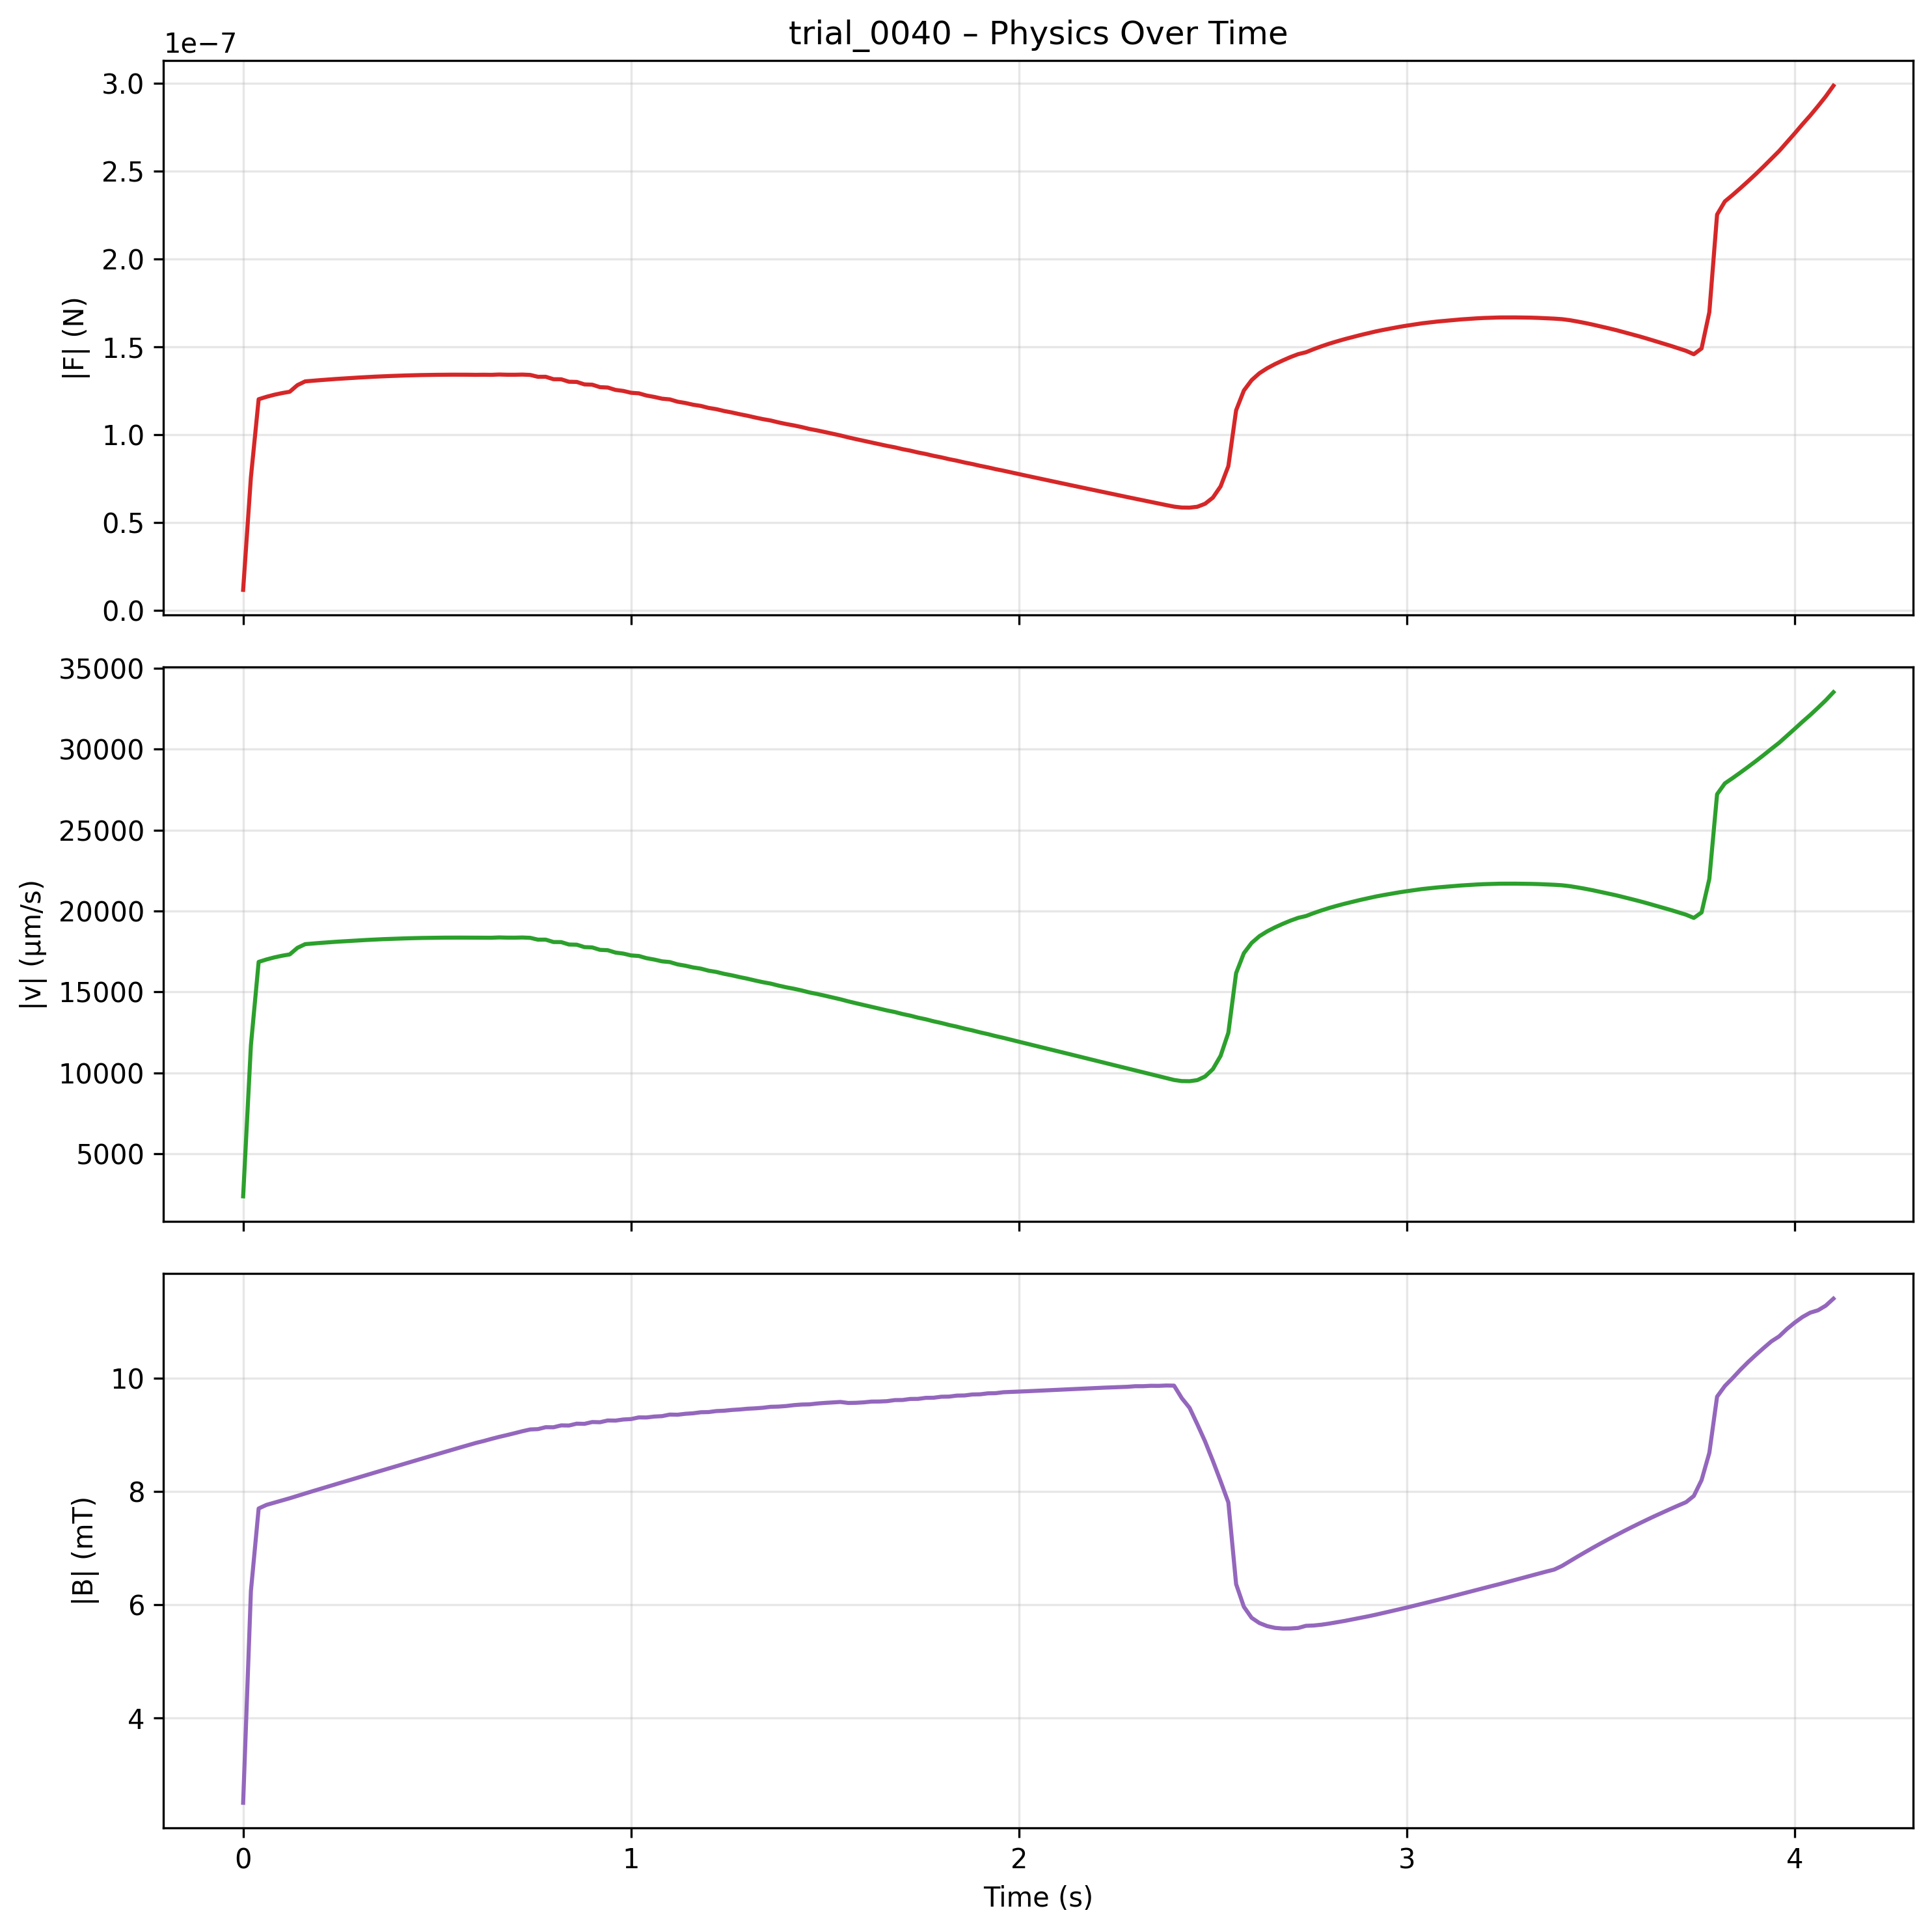 trial_0040 – Physics Over Time
1e−7
3.0
2.5
2.0
1.5
1.0
0.5
0.0
|F| (N)
35000
30000
25000
20000
15000
10000
5000
|v| (µm/s)
10
8
6
4
|B| (mT)
0 1 2 3 4
Time (s)